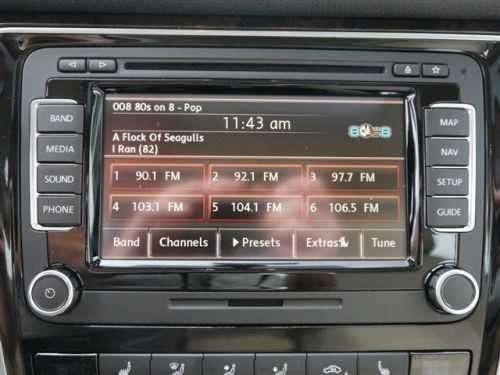 008 80s on 8 - Pop
11:43 am
A Flock Of Seagulls
I Ran (82)
1 90.1 FM 2 92.1 FM 3 97.7 FM
4 103.1 FM 5 104.1 FM 6 106.5 FM
Band Channels Presets Extras Tune
BAND
MEDIA
SOUND
PHONE
MAP
NAV
SETUP
GUIDE